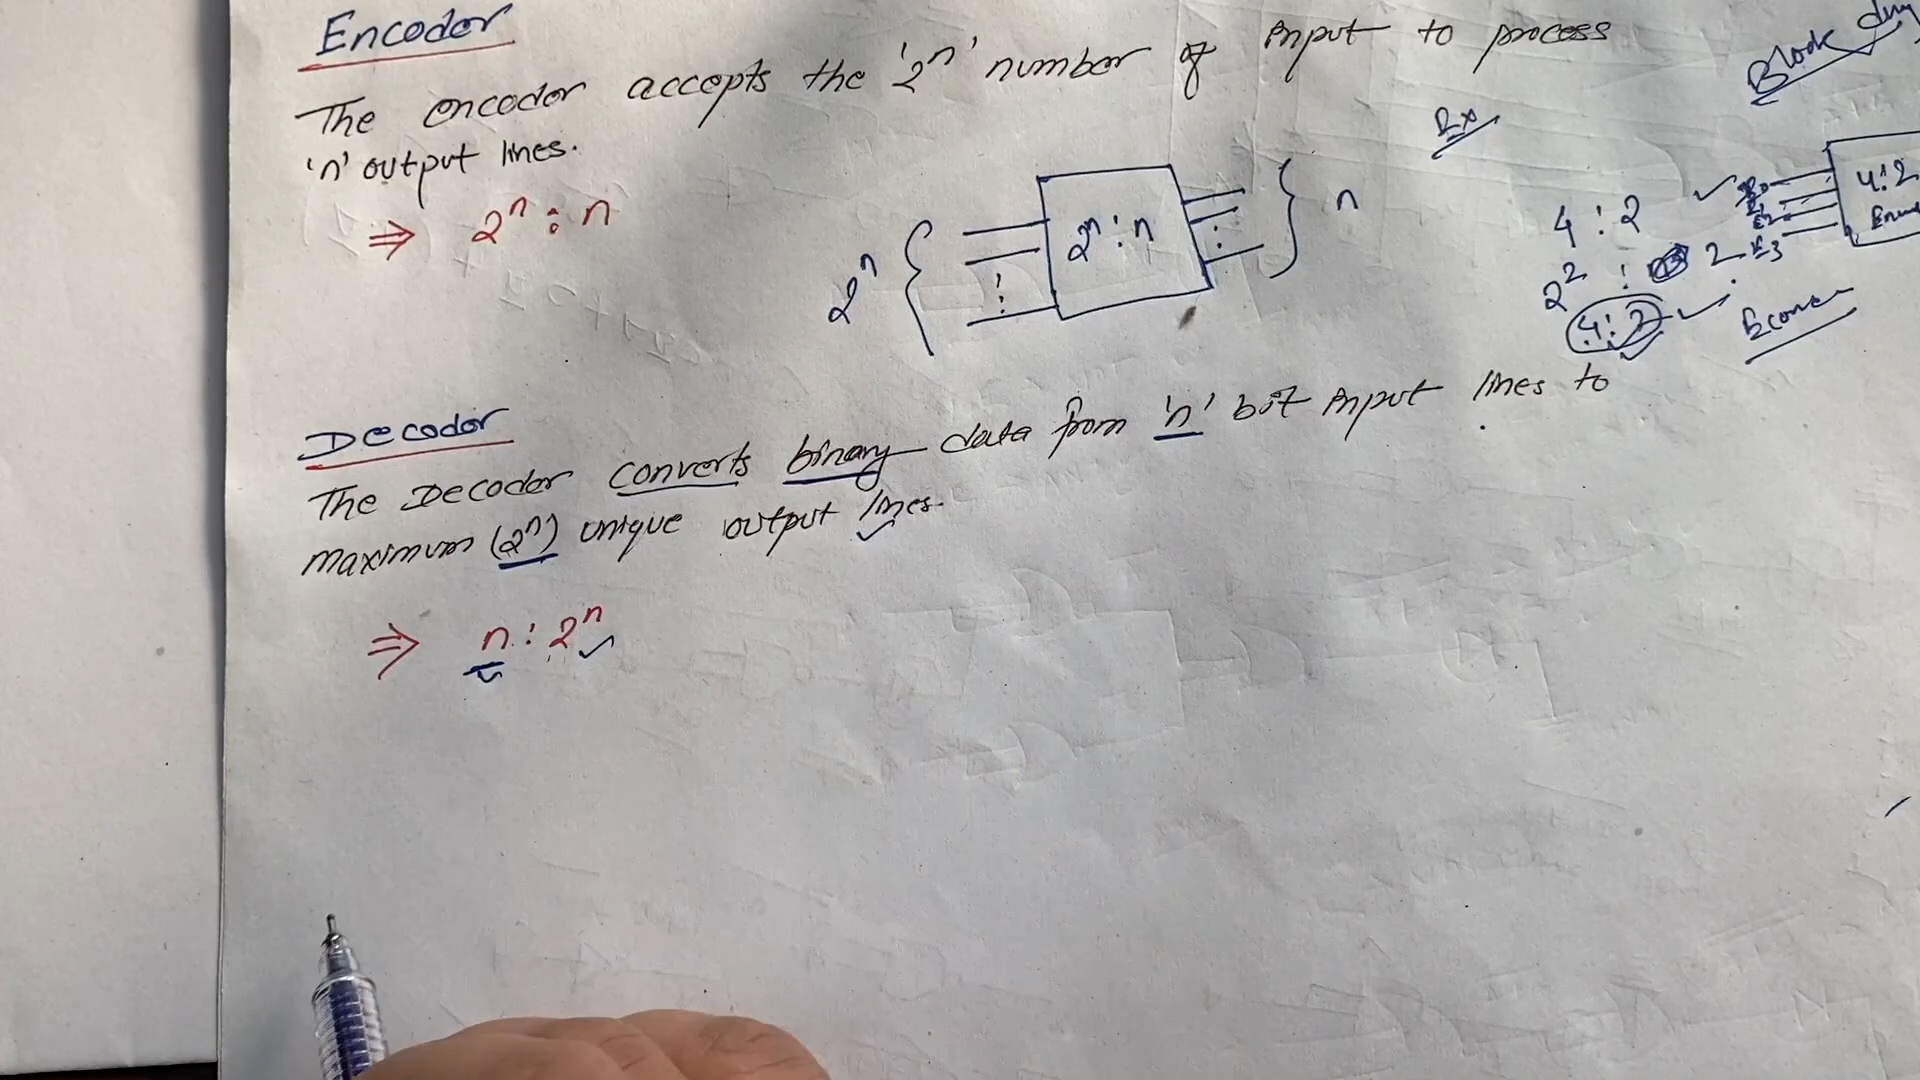 Encoder
The encoder accepts the '2ⁿ' number of input to process
'n' output lines.
⇒ 2ⁿ : n
2ⁿ { 2ⁿ : n } n
Ex
4 : 2
2² : 2
4 : 2
Block
4:2
E3
Decoder
The Decoder converts binary data from 'n' bit input lines to
maximum (2ⁿ) unique output lines.
⇒ n : 2ⁿ